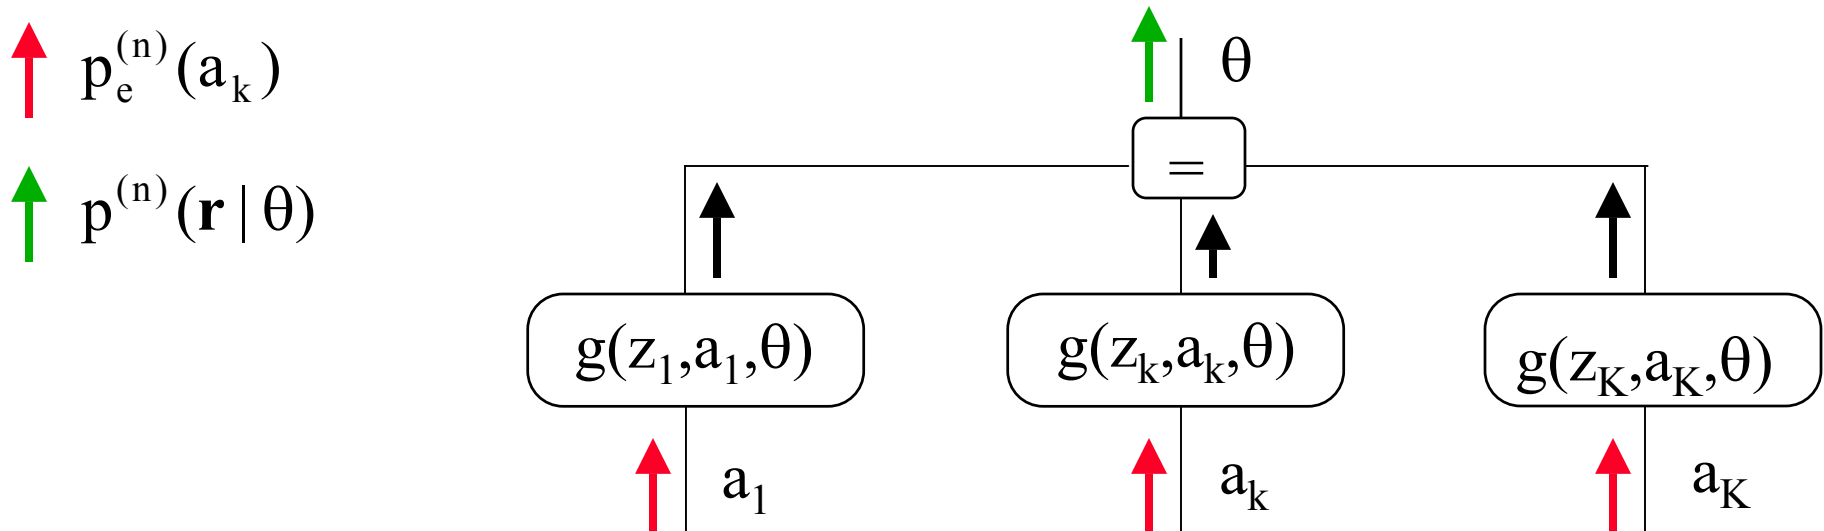 p_e^(n)(a_k)
p^(n)(r | θ)
θ
=
g(z_1,a_1,θ)
g(z_k,a_k,θ)
g(z_K,a_K,θ)
a_1
a_k
a_K